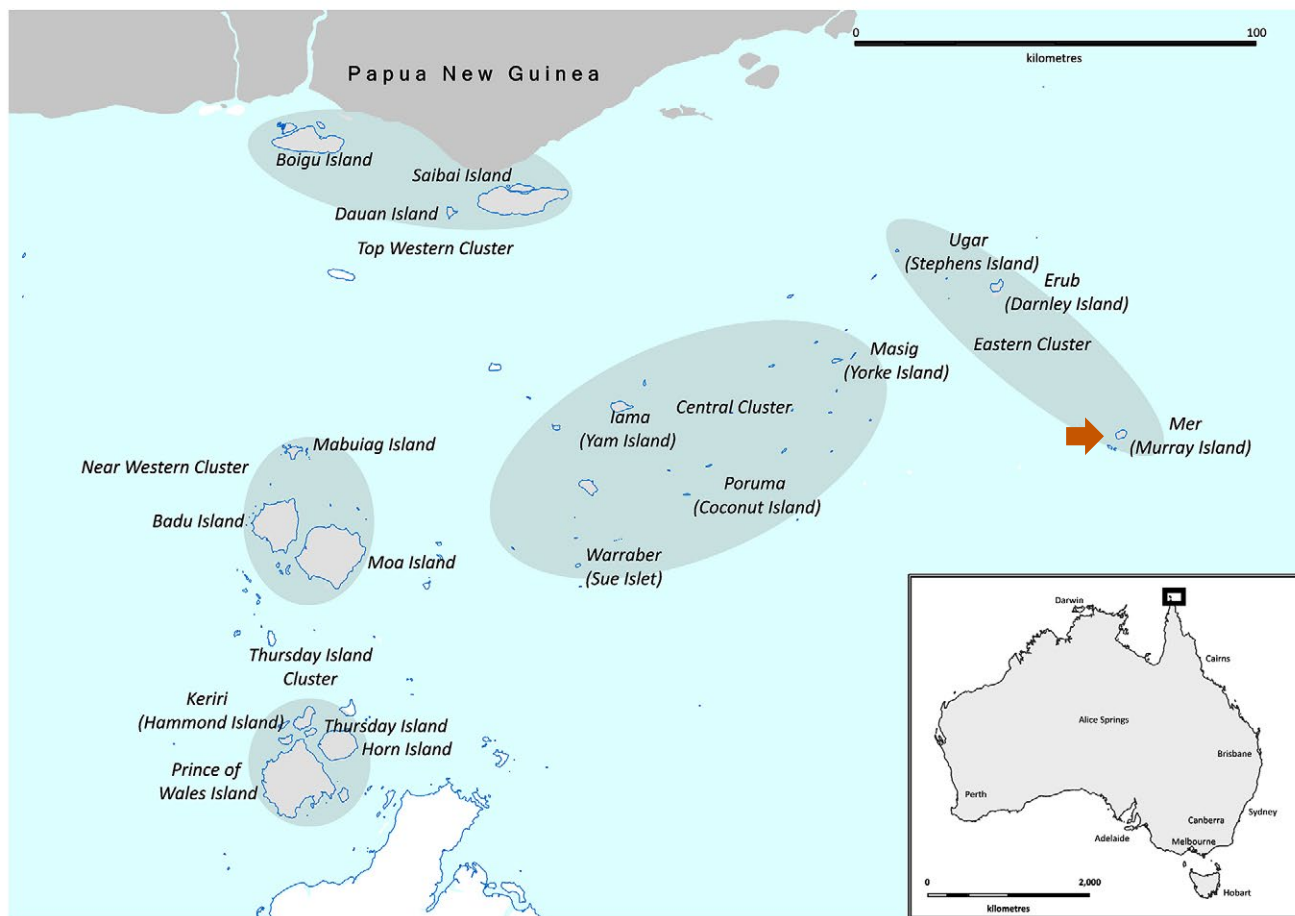 0
100
kilometres
Papua New Guinea
Boigu Island
Saibai Island
Dauan Island
Top Western Cluster
Ugar
(Stephens Island)
Erub
(Darnley Island)
Eastern Cluster
Masig
(Yorke Island)
Central Cluster
Iama
(Yam Island)
Mer
(Murray Island)
Mabuiag Island
Near Western Cluster
Poruma
(Coconut Island)
Badu Island
Moa Island
Warraber
(Sue Islet)
Thursday Island
Cluster
Keriri
(Hammond Island)
Thursday Island
Horn Island
Prince of
Wales Island
Darwin
Cairns
Alice Springs
Brisbane
Perth
Sydney
Canberra
Adelaide
Melbourne
0
2,000
kilometres
Hobart